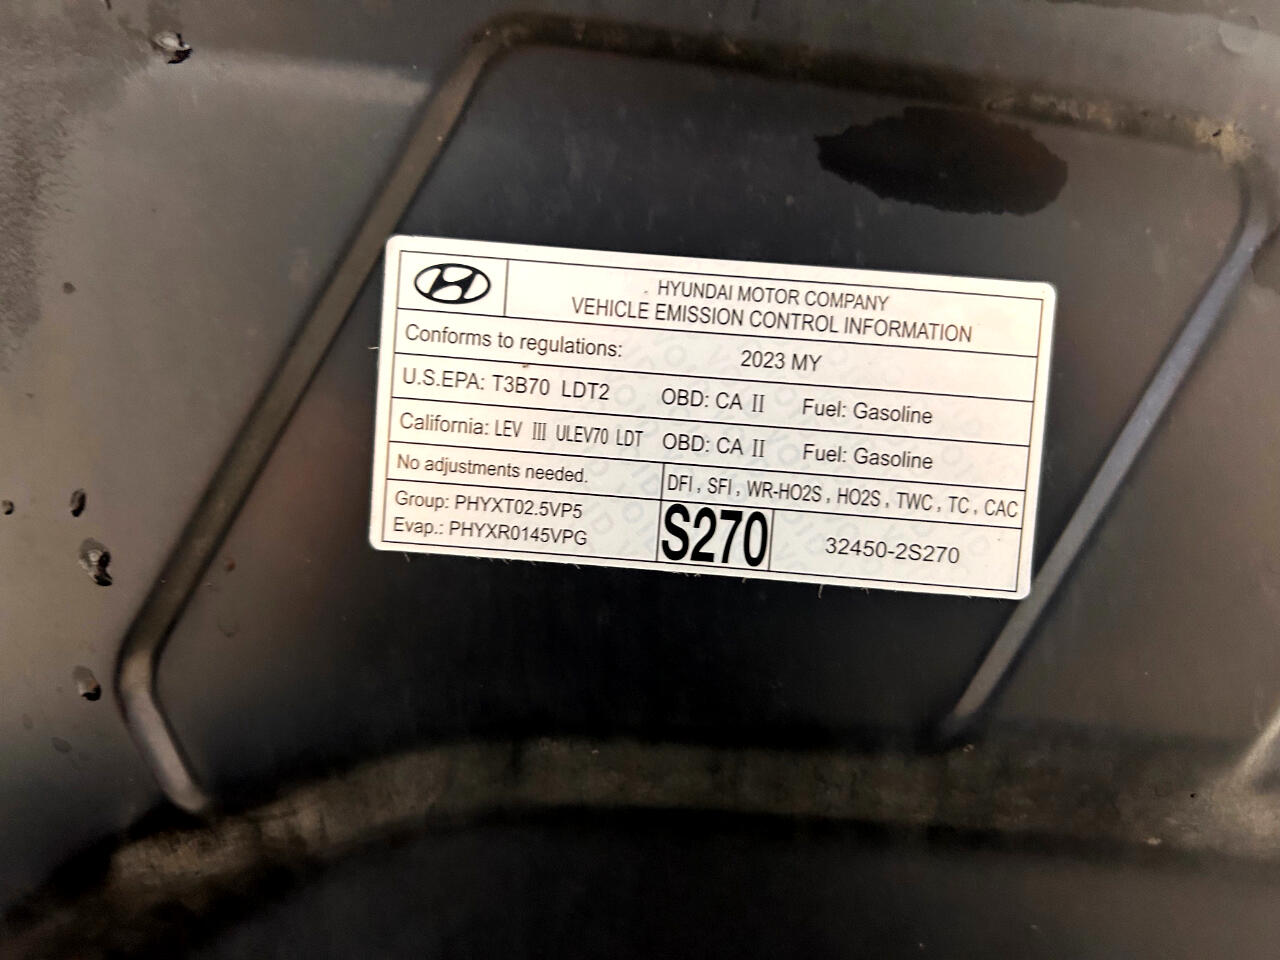 HYUNDAI MOTOR COMPANY
VEHICLE EMISSION CONTROL INFORMATION
Conforms to regulations: 2023 MY
U.S.EPA: T3B70 LDT2 OBD: CA II Fuel: Gasoline
California: LEV III ULEV70 LDT OBD: CA II Fuel: Gasoline
No adjustments needed. DFI, SFI, WR-HO2S, HO2S, TWC, TC, CAC
Group: PHYXT02.5VP5
Evap.: PHYXR0145VPG
S270 32450-2S270